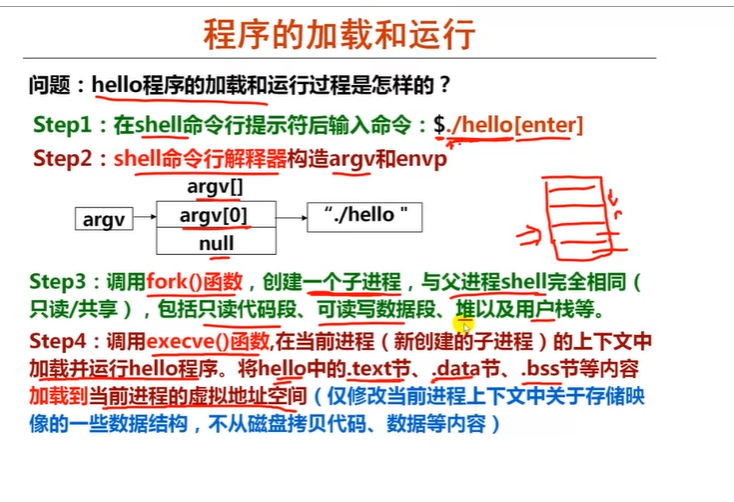 程序的加载和运行
问题：hello程序的加载和运行过程是怎样的？
Step1：在shell命令行提示符后输入命令：$./hello[enter]
Step2：shell命令行解释器构造argv和envp
argv[]
argv
argv[0]
“./hello "
null
Step3：调用fork()函数，创建一个子进程，与父进程shell完全相同（
只读/共享），包括只读代码段、可读写数据段、堆以及用户栈等。
Step4：调用execve()函数,在当前进程（新创建的子进程）的上下文中
加载并运行hello程序。将hello中的.text节、.data节、.bss节等内容
加载到当前进程的虚拟地址空间（仅修改当前进程上下文中关于存储映
像的一些数据结构，不从磁盘拷贝代码、数据等内容）